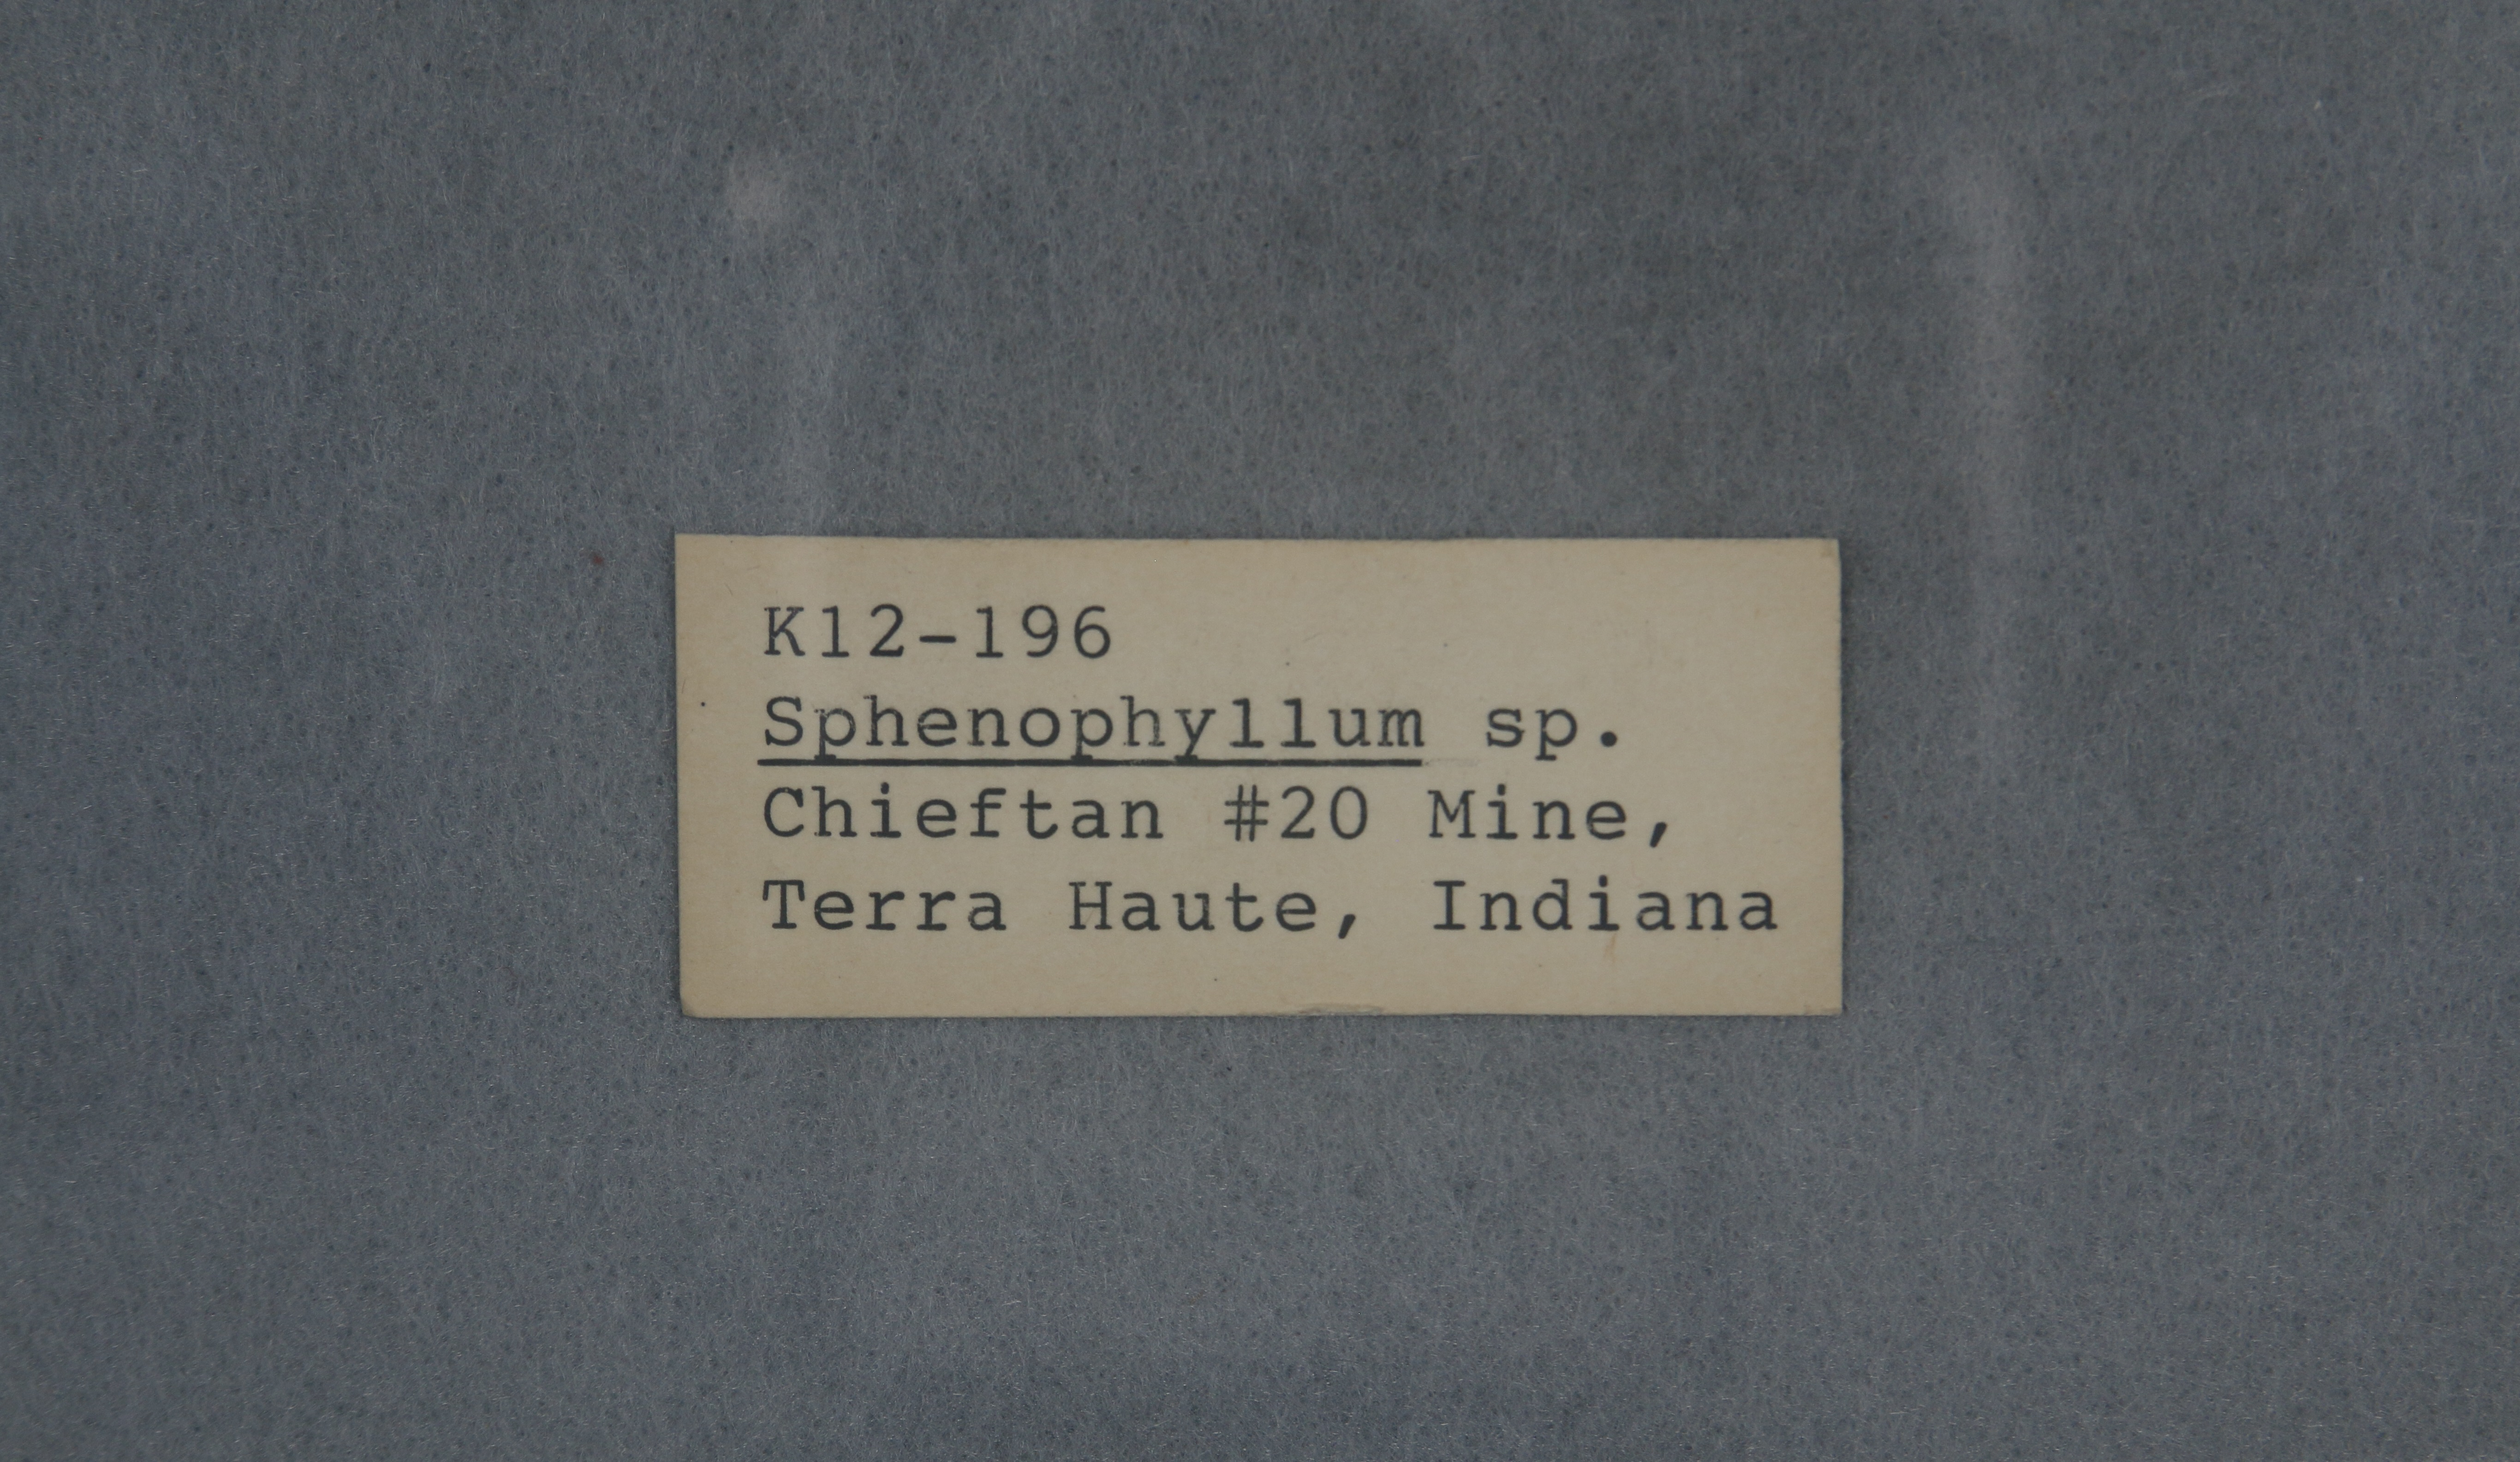 K12-196
Sphenophyllum sp.
Chieftan #20 Mine,
Terra Haute, Indiana